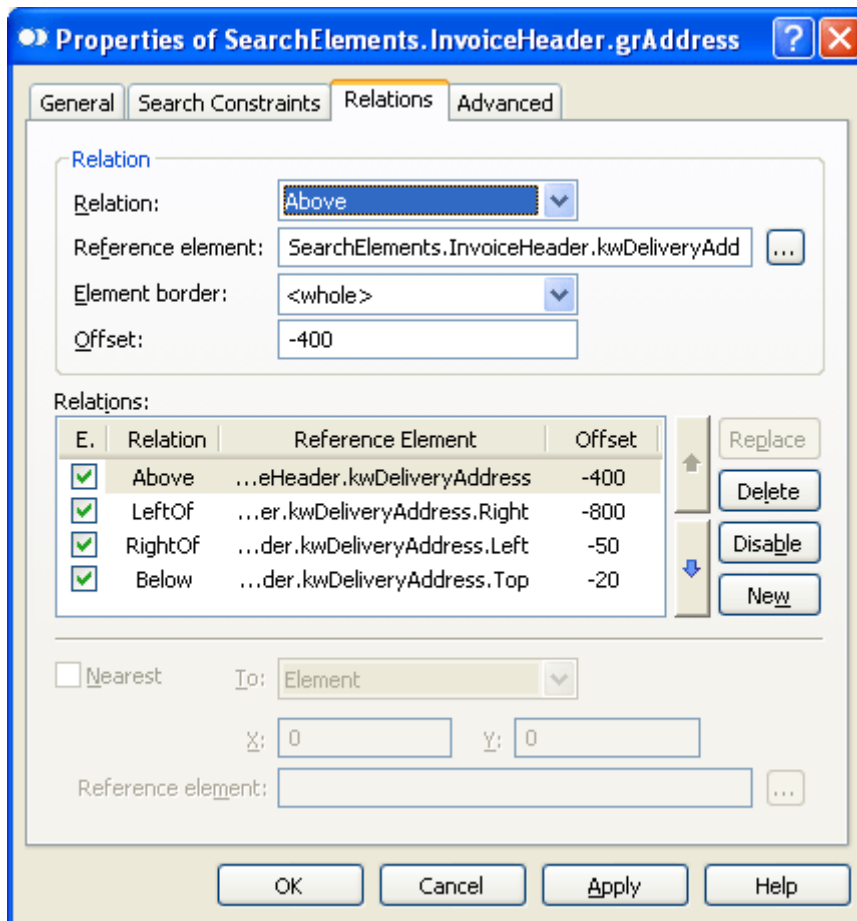 Properties of SearchElements.InvoiceHeader.grAddress ?
General Search Constraints Relations Advanced
Relation
Relation: Above
Reference element: SearchElements.InvoiceHeader.kwDeliveryAdd ...
Element border: <whole>
Offset: -400
Relations:
E. Relation Reference Element Offset
Above ...eHeader.kwDeliveryAddress -400
LeftOf ...er.kwDeliveryAddress.Right -800
RightOf ...der.kwDeliveryAddress.Left -50
Below ...der.kwDeliveryAddress.Top -20
Replace
Delete
Disable
New
Nearest To: Element
X: 0 Y: 0
Reference element: ...
OK Cancel Apply Help